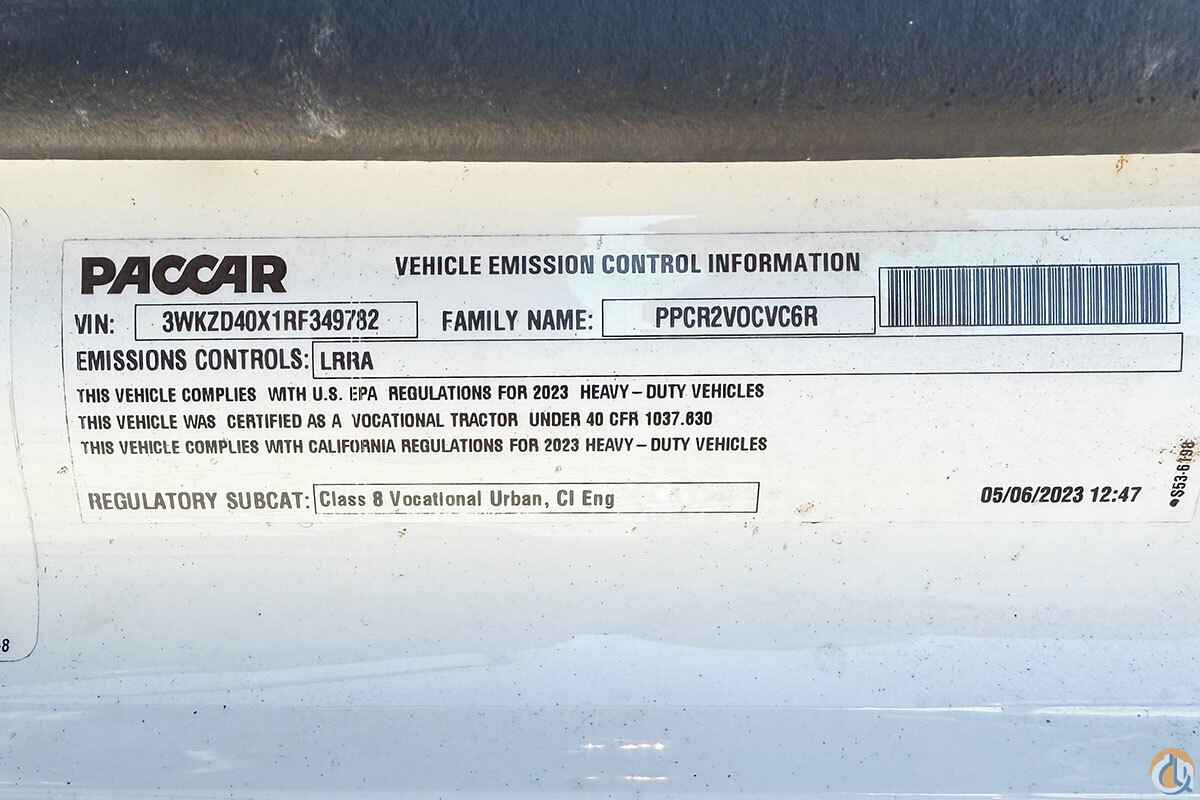 PACCAR VEHICLE EMISSION CONTROL INFORMATION
VIN: 3WKZD40X1RF349782 FAMILY NAME: PPCR2VOCVC6R
EMISSIONS CONTROLS: LRRA
THIS VEHICLE COMPLIES WITH U.S. EPA REGULATIONS FOR 2023 HEAVY-DUTY VEHICLES
THIS VEHICLE WAS CERTIFIED AS A VOCATIONAL TRACTOR UNDER 40 CFR 1037.630
THIS VEHICLE COMPLIES WITH CALIFORNIA REGULATIONS FOR 2023 HEAVY-DUTY VEHICLES
REGULATORY SUBCAT: Class 8 Vocational Urban, CI Eng
05/06/2023 12:47
S53-6198
-8